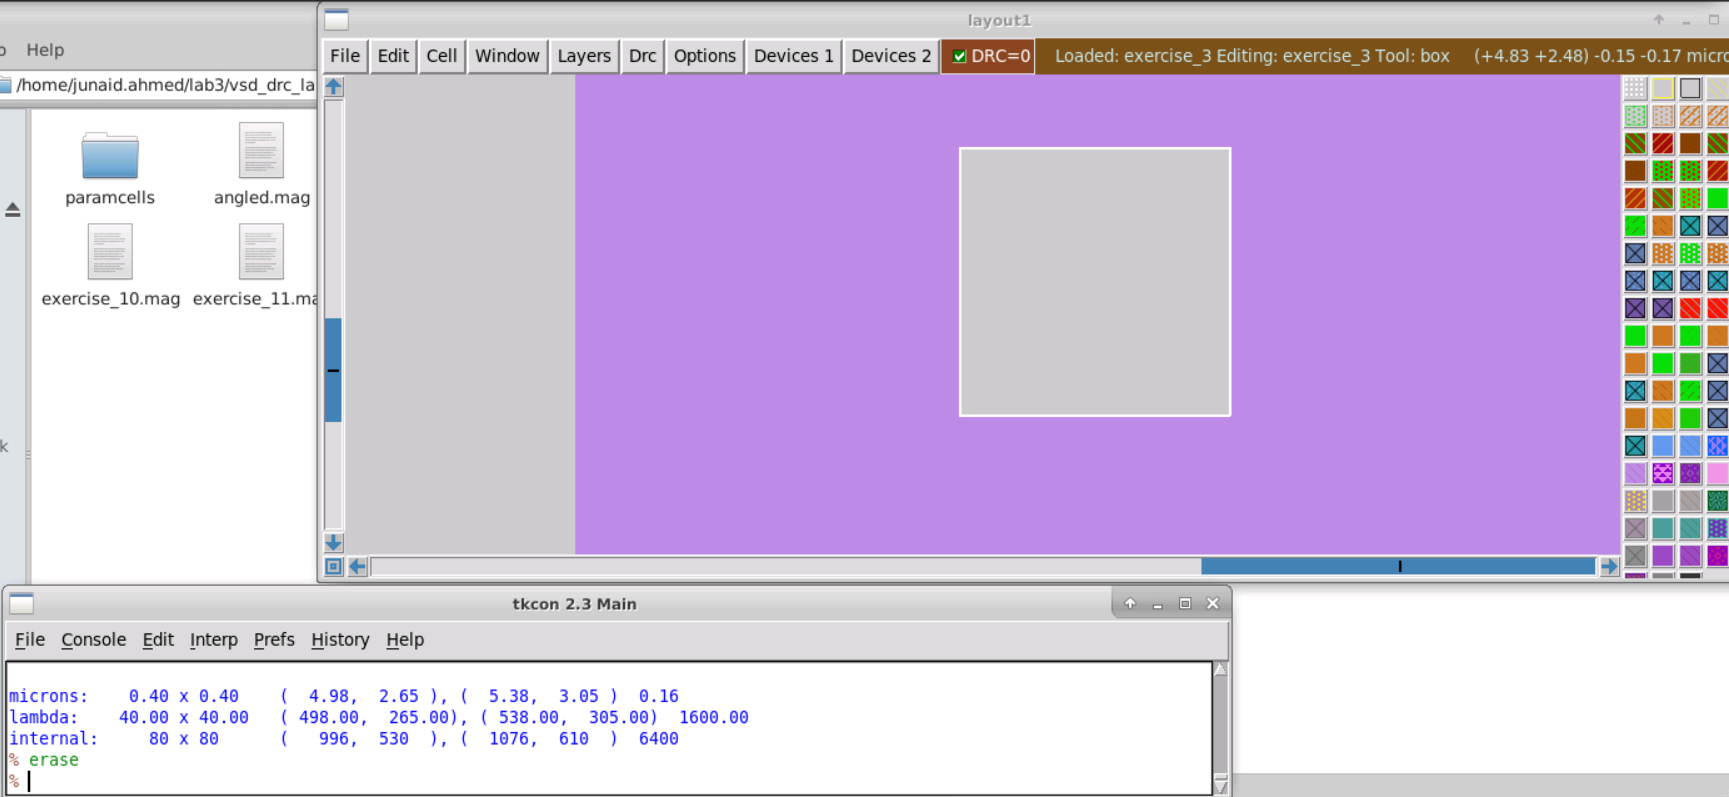 layout1
Help
File Edit Cell Window Layers Drc Options Devices 1 Devices 2 DRC=0 Loaded: exercise_3 Editing: exercise_3 Tool: box (+4.83 +2.48) -0.15 -0.17 micro
/home/junaid.ahmed/lab3/vsd_drc_la
paramcells angled.mag
exercise_10.mag exercise_11.ma
k
tkcon 2.3 Main
File Console Edit Interp Prefs History Help
microns: 0.40 x 0.40 ( 4.98, 2.65 ), ( 5.38, 3.05 ) 0.16
lambda: 40.00 x 40.00 ( 498.00, 265.00), ( 538.00, 305.00) 1600.00
internal: 80 x 80 ( 996, 530 ), ( 1076, 610 ) 6400
% erase
%